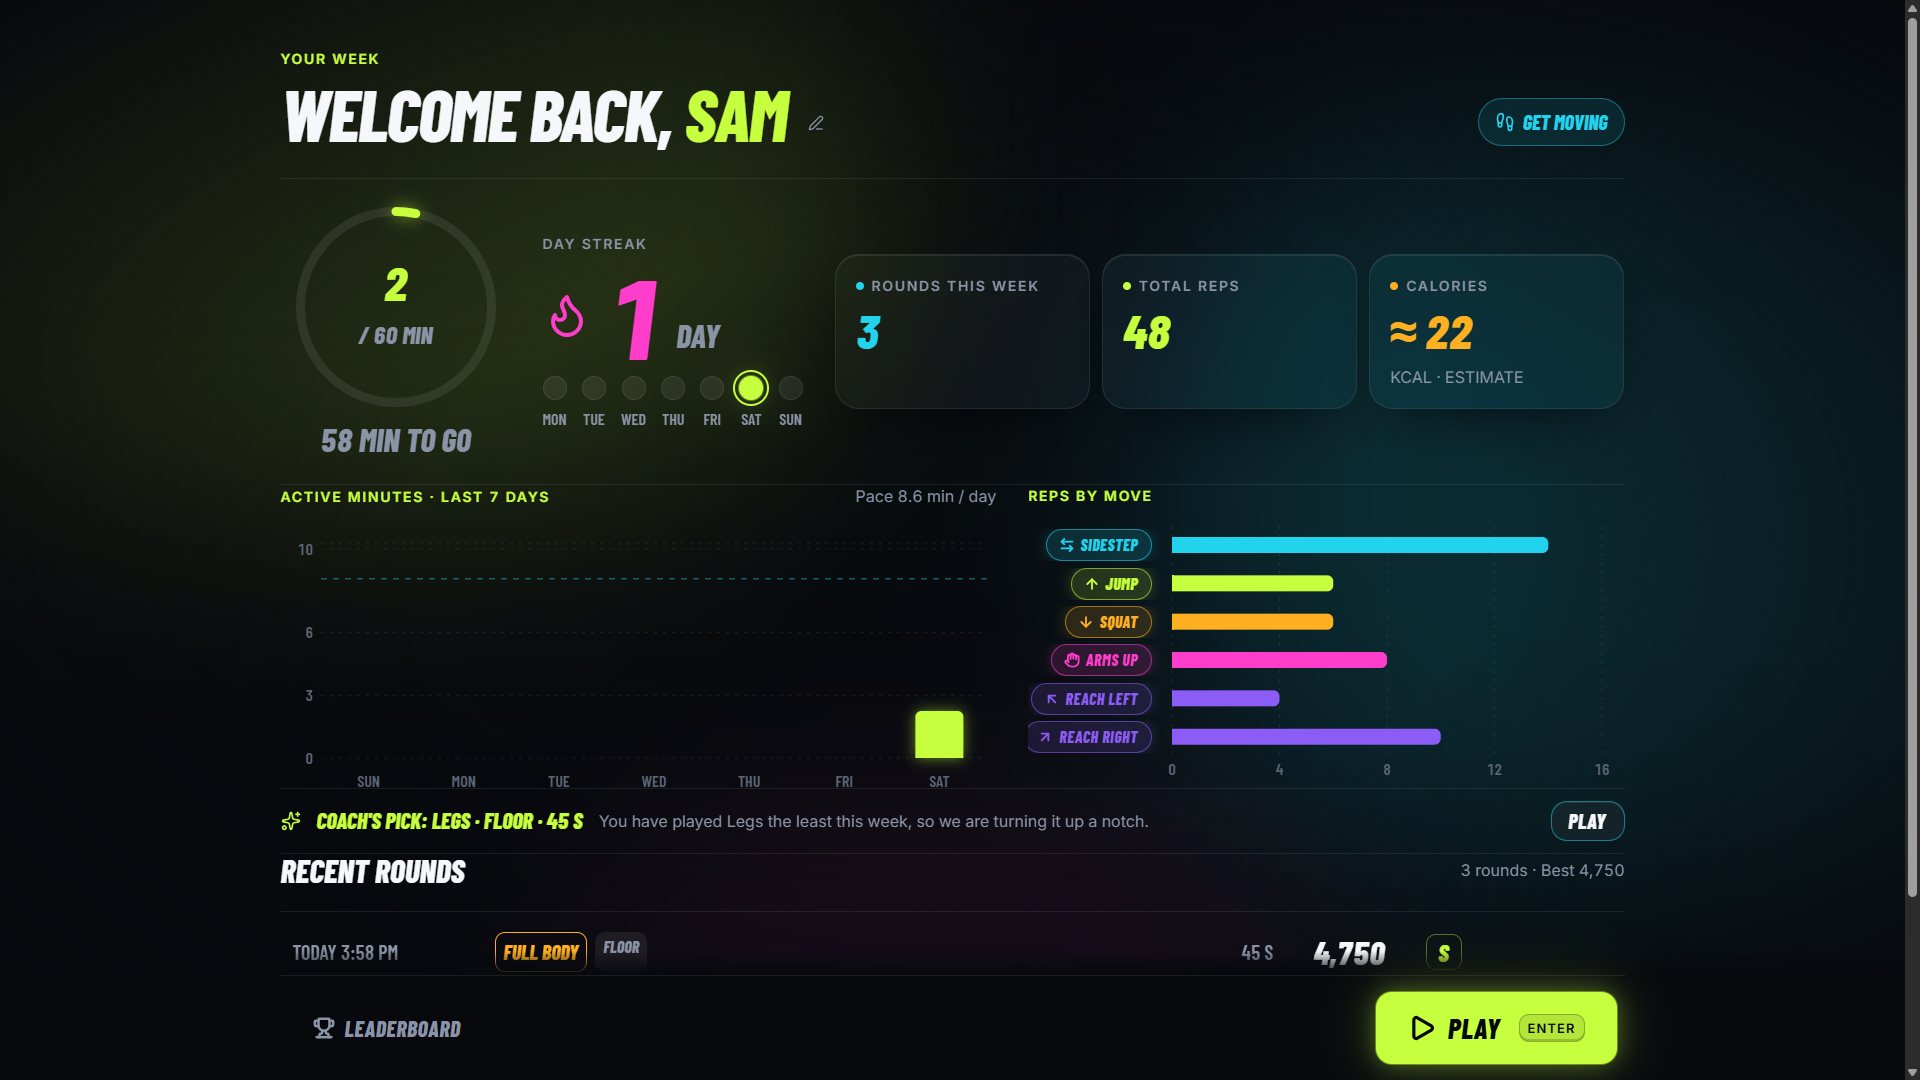 YOUR WEEK
WELCOME BACK, SAM
GET MOVING
2
/ 60 MIN
58 MIN TO GO
DAY STREAK
1 DAY
MON TUE WED THU FRI SAT SUN
ROUNDS THIS WEEK
3
TOTAL REPS
48
CALORIES
≈ 22
KCAL · ESTIMATE
ACTIVE MINUTES · LAST 7 DAYS
Pace 8.6 min / day
10
6
3
0
SUN MON TUE WED THU FRI SAT
REPS BY MOVE
SIDESTEP
JUMP
SQUAT
ARMS UP
REACH LEFT
REACH RIGHT
0 4 8 12 16
COACH'S PICK: LEGS · FLOOR · 45 S
You have played Legs the least this week, so we are turning it up a notch.
PLAY
RECENT ROUNDS
3 rounds · Best 4,750
TODAY 3:58 PM FULL BODY FLOOR 45 S 4,750 S
LEADERBOARD
PLAY ENTER